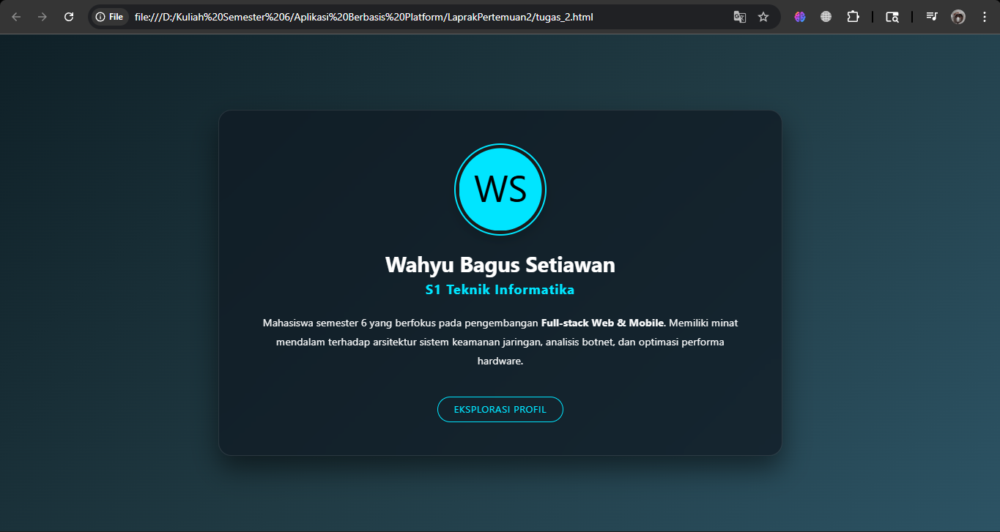 File file:///D:/Kuliah%20Semester%206/Aplikasi%20Berbasis%20Platform/LaprakPertemuan2/tugas_2.html
WS
Wahyu Bagus Setiawan
S1 Teknik Informatika
Mahasiswa semester 6 yang berfokus pada pengembangan Full-stack Web & Mobile. Memiliki minat
mendalam terhadap arsitektur sistem keamanan jaringan, analisis botnet, dan optimasi performa
hardware.
EKSPLORASI PROFIL